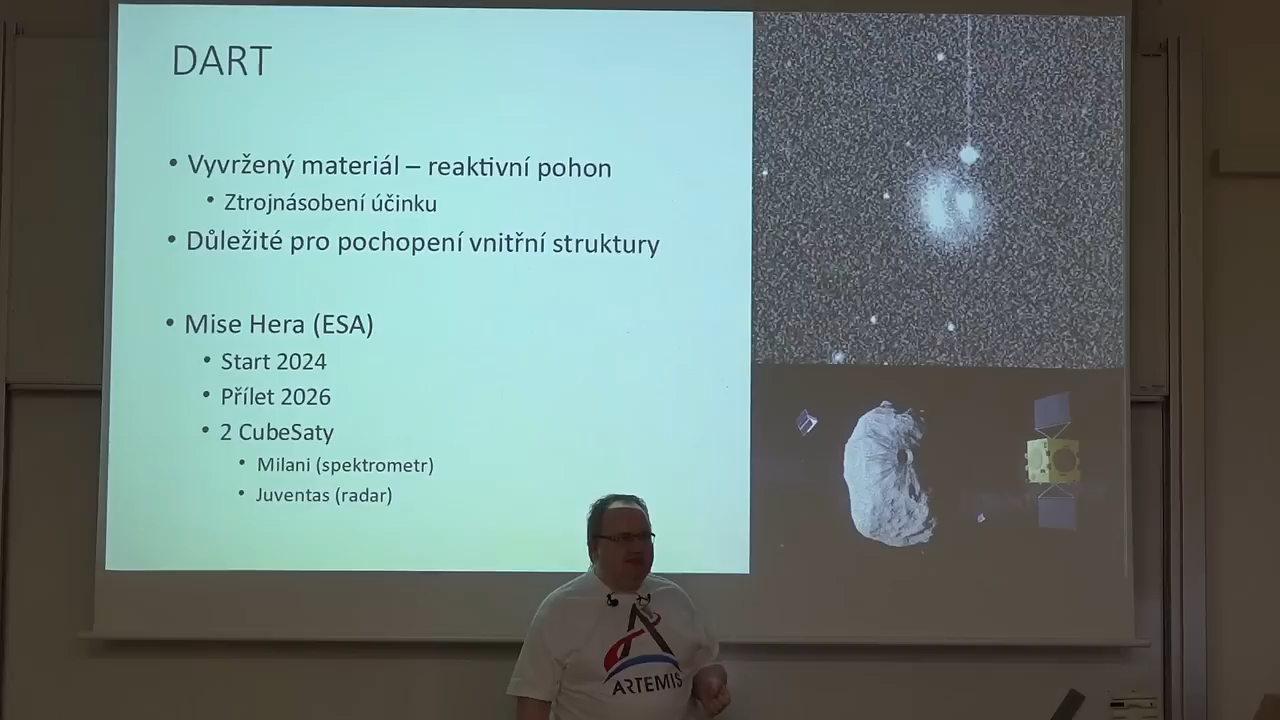 DART
• Vyvržený materiál – reaktivní pohon
• Ztrojnásobení účinku
• Důležité pro pochopení vnitřní struktury
• Mise Hera (ESA)
• Start 2024
• Přílet 2026
• 2 CubeSaty
• Milani (spektrometr)
• Juventas (radar)
ARTEMIS